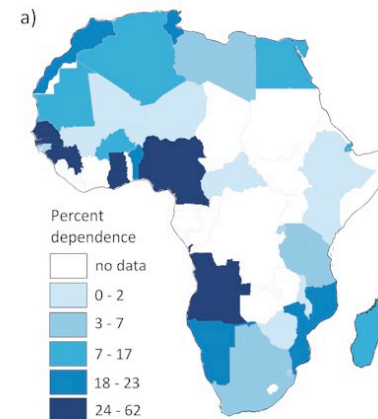 a)
Percent
dependence
no data
0 - 2
3 - 7
7 - 17
18 - 23
24 - 62